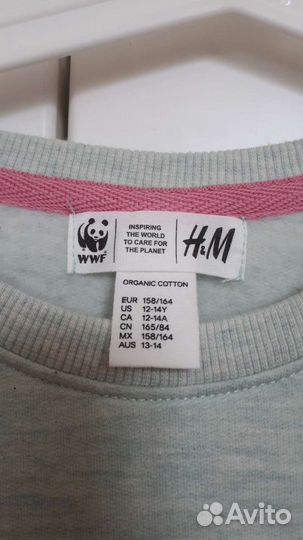 WWF
INSPIRING
THE WORLD
TO CARE FOR
THE PLANET
H&M
ORGANIC COTTON
EUR 158/164
US 12-14Y
CA 12-14A
CN 165/84
MX 158/164
AUS 13-14
Avito